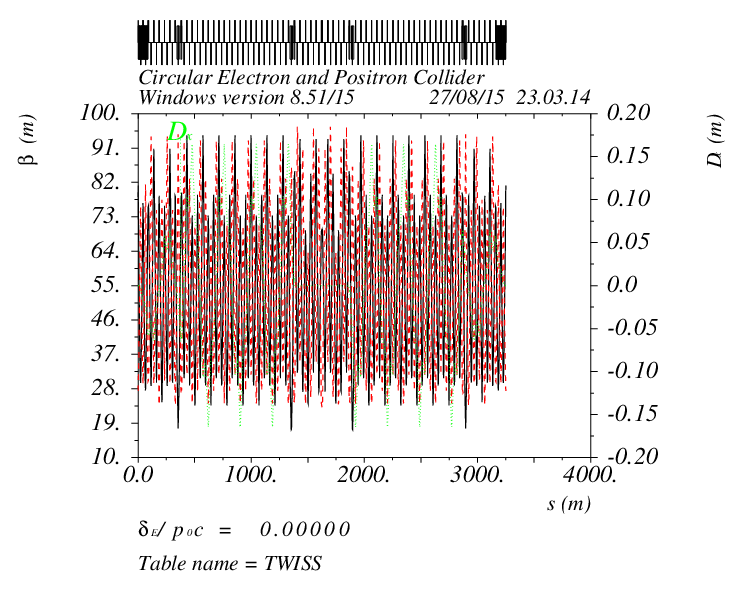 Circular Electron and Positron Collider
Windows version 8.51/15 27/08/15 23.03.14
β (m)
D (m)
D
100. 0.20
91. 0.15
82. 0.10
73. 0.05
64. 0.0
55. -0.05
46. -0.10
37. -0.15
28. -0.20
19.
10.
0.0 1000. 2000. 3000. 4000.
s (m)
δE/ p0c = 0.00000
Table name = TWISS